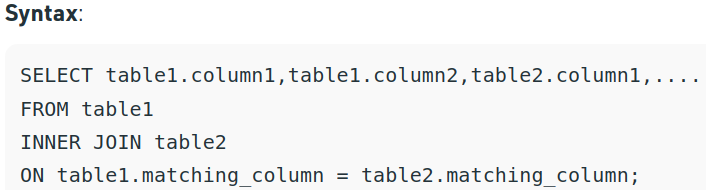 Syntax:
SELECT table1.column1,table1.column2,table2.column1,....
FROM table1
INNER JOIN table2
ON table1.matching_column = table2.matching_column;